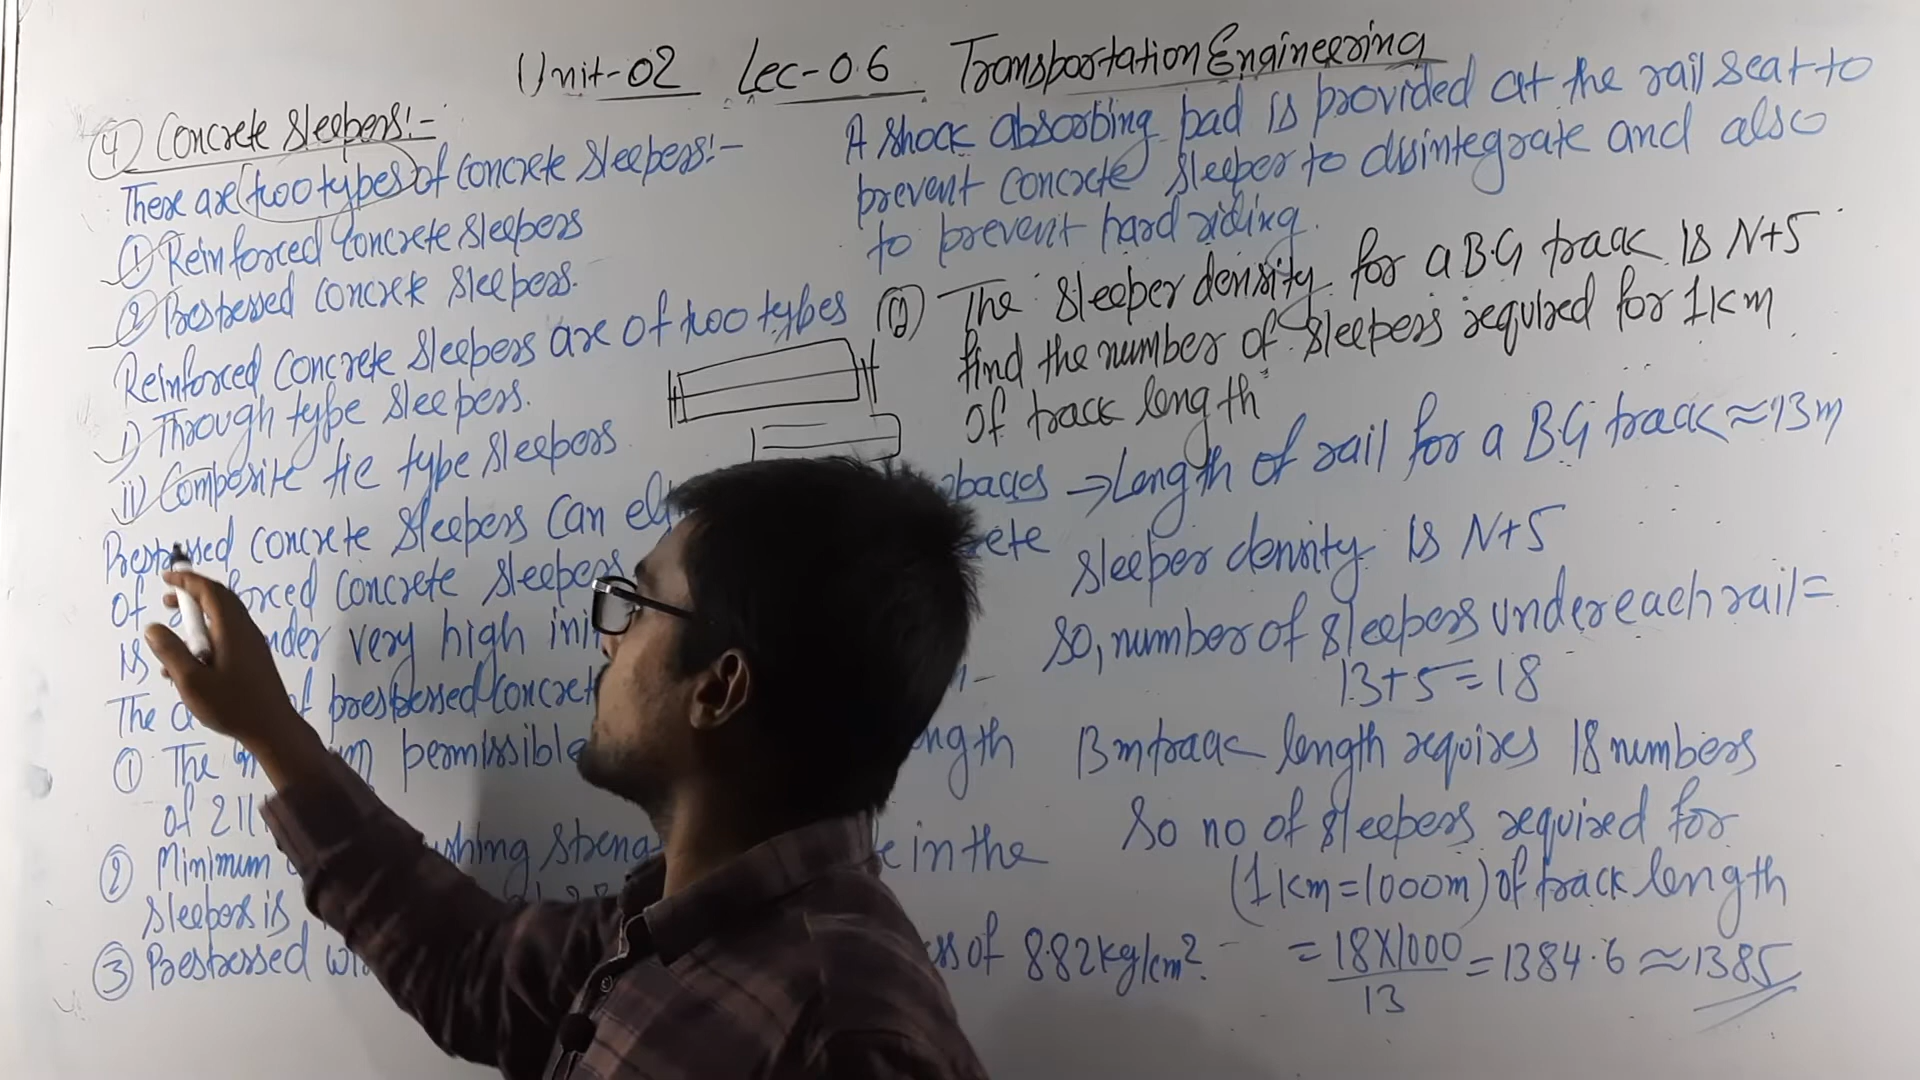 Unit-02 Lec-06 Transportation Engineering
④ Concrete Sleepers:-
There are two types of concrete sleepers:-
① Reinforced concrete sleepers
② Prestressed concrete sleepers.
Reinforced concrete sleepers are of two types
i) Through type sleepers.
ii) Composite tie type sleepers
Prestressed concrete sleepers can
of concrete sleepers
is under very high
The of prestressed concrete
① The permissible
of 211
② Minimum in the
sleepers is
③ Prestressed of 8.82 kg/cm².
A shock absorbing pad is provided at the rail seat to
prevent concrete sleeper to disintegrate and also
to prevent hard riding.
Q) The sleeper density for a B.G track is N+5
find the number of sleepers required for 1km
of track length
→ Length of rail for a B.G track ≈ 13m
sleeper density is N+5
So, number of sleepers under each rail =
13+5=18
13m track length requires 18 numbers
So no of sleepers required for
(1km=1000m) of track length
= 18×1000/13 = 1384.6 ≈ 1385